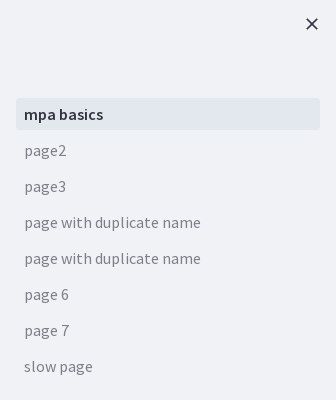 mpa basics
page2
page3
page with duplicate name
page with duplicate name
page 6
page 7
slow page